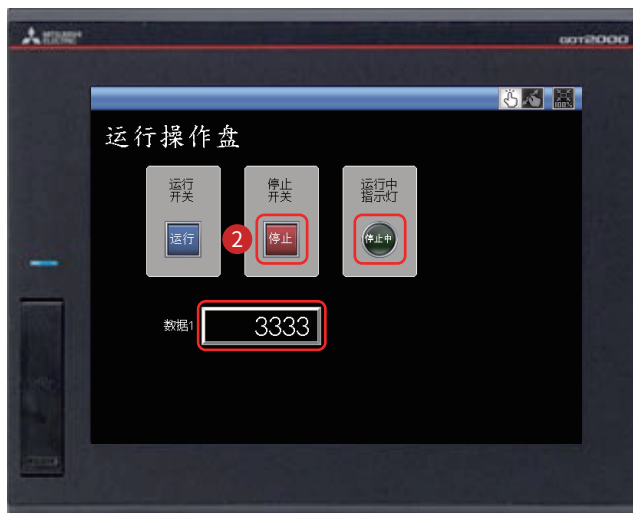 MITSUBISHI
ELECTRIC
GOT2000
100%
运行操作盘
运行
开关
停止
开关
运行中
指示灯
运行
2
停止
停止中
数据1
3333